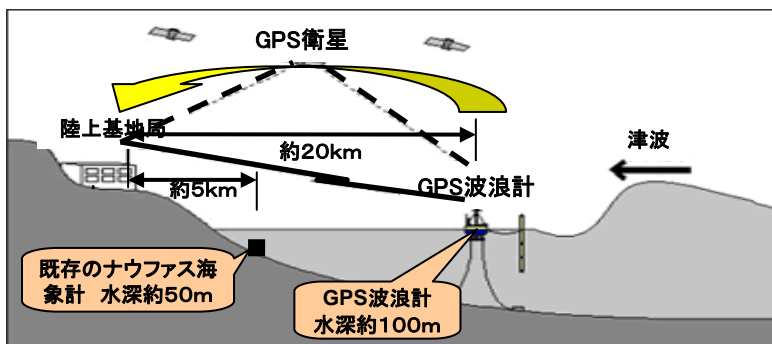 GPS衛星
陸上基地局
約20km
津波
約5km
GPS波浪計
既存のナウファス海
象計 水深約50m
GPS波浪計
水深約100m